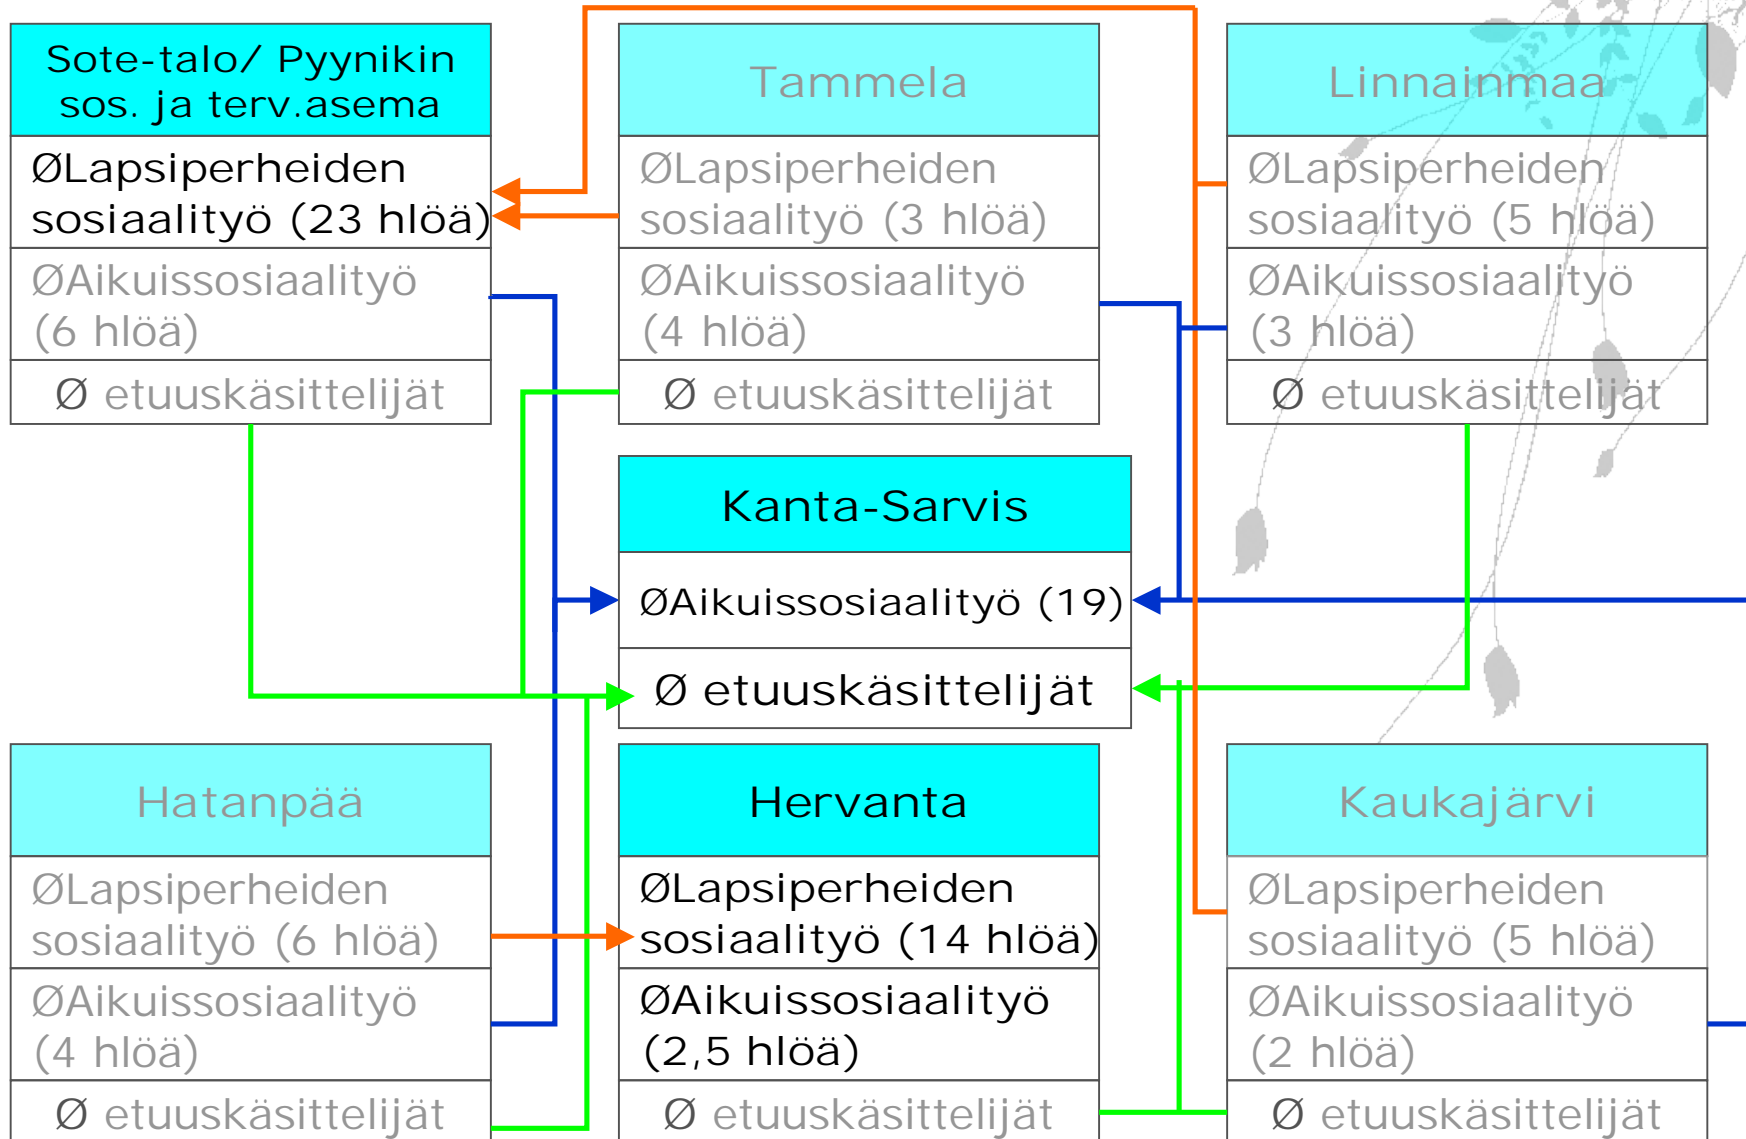 Sote-talo/ Pyynikin
sos. ja terv.asema
ØLapsiperheiden
sosiaalityö (23 hlöä)
ØAikuissosiaalityö
(6 hlöä)
Ø etuuskäsittelijät
Tammela
ØLapsiperheiden
sosiaalityö (3 hlöä)
ØAikuissosiaalityö
(4 hlöä)
Ø etuuskäsittelijät
Linnainmaa
ØLapsiperheiden
sosiaalityö (5 hlöä)
ØAikuissosiaalityö
(3 hlöä)
Ø etuuskäsittelijät
Kanta-Sarvis
ØAikuissosiaalityö (19)
Ø etuuskäsittelijät
Hatanpää
ØLapsiperheiden
sosiaalityö (6 hlöä)
ØAikuissosiaalityö
(4 hlöä)
Ø etuuskäsittelijät
Hervanta
ØLapsiperheiden
sosiaalityö (14 hlöä)
ØAikuissosiaalityö
(2,5 hlöä)
Ø etuuskäsittelijät
Kaukajärvi
ØLapsiperheiden
sosiaalityö (5 hlöä)
ØAikuissosiaalityö
(2 hlöä)
Ø etuuskäsittelijät